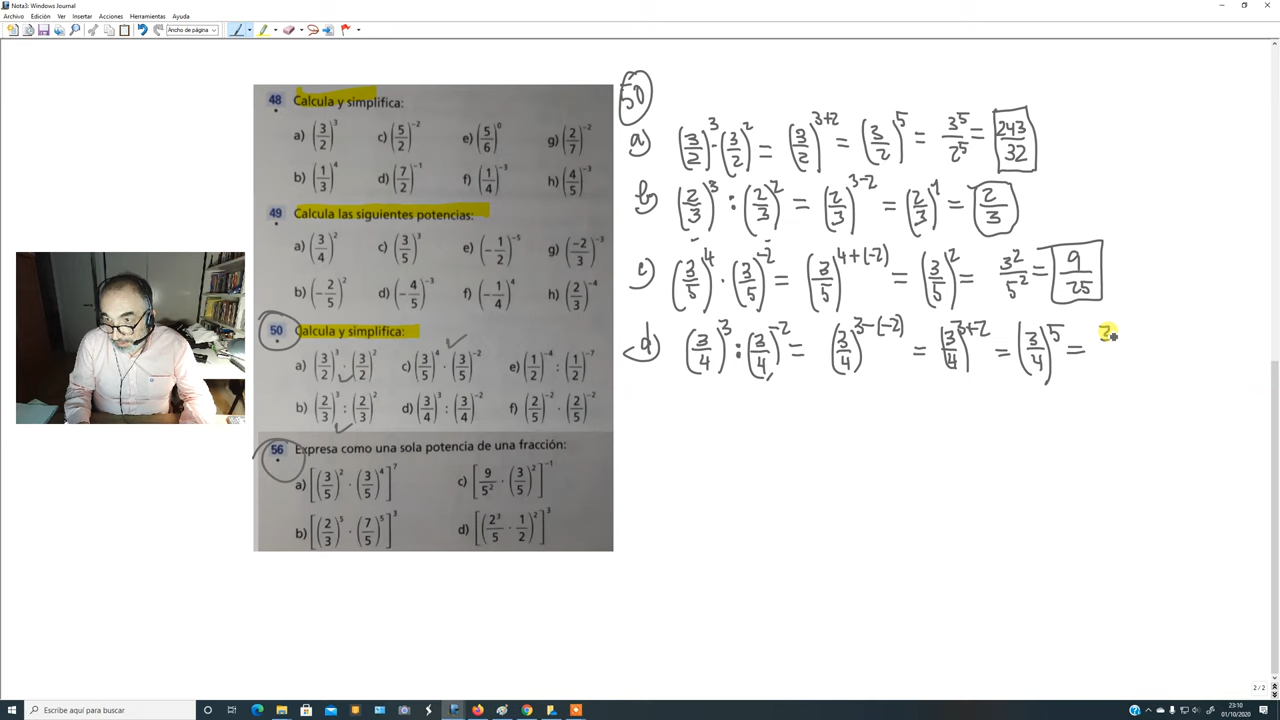 Nota3: Windows Journal
Archivo Edición Ver Insertar Acciones Herramientas Ayuda
Ancho de página
48 Calcula y simplifica:
a) (3/2)³ c) (5/2)⁻² e) (5/6)⁰ g) (2/7)⁻²
b) (1/3)⁴ d) (7/2)⁻¹ f) (1/4)⁻³ h) (4/5)⁻³
49 Calcula las siguientes potencias:
a) (3/4)² c) (3/5)³ e) (-1/2)⁻⁵ g) (-2/3)⁻³
b) (-2/5)² d) (-4/5)⁻³ f) (-1/4)⁴ h) (2/3)⁻⁴
50 Calcula y simplifica:
a) (3/2)³ · (3/2)² c) (3/5)⁴ · (3/5)⁻² e) (1/2)⁻⁴ : (1/2)⁻⁷
b) (2/3)³ : (2/3)² d) (3/4)³ : (3/4)⁻² f) (2/5)⁻² · (2/5)⁻²
56 Expresa como una sola potencia de una fracción:
a) [(3/5)² · (3/5)⁴]⁷ c) [9/5² · (3/5)²]⁻¹
b) [(2/3)⁵ · (7/5)⁵]³ d) [(2³/5 · 1/2)²]³
50
a) (3/2)³ · (3/2)² = (3/2)³⁺² = (3/2)⁵ = 3⁵/2⁵ = 243/32
b) (2/3)³ : (2/3)² = (2/3)³⁻² = (2/3)¹ = 2/3
c) (3/5)⁴ · (3/5)⁻² = (3/5)⁴⁺⁽⁻²⁾ = (3/5)² = 3²/5² = 9/25
d) (3/4)³ : (3/4)⁻² = (3/4)³⁻⁽⁻²⁾ = (3/4)³⁺² = (3/4)⁵ = 3
2/2
Escribe aquí para buscar
23:10
01/10/2020